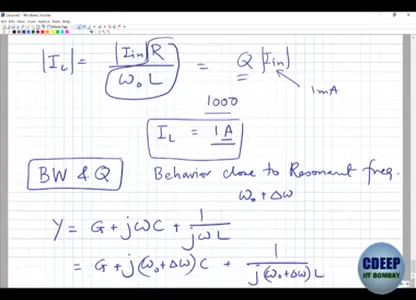 |I_L| = |I_in| R / ω₀ L = Q |I_in|
1mA
1000
I_L = 1A
BW & Q Behavior close to Resonant freq.
ω₀ + Δω
Y = G + jωC + 1 / jωL
= G + j(ω₀ + Δω)C + 1 / j(ω₀ + Δω)L
CDEEP
IIT BOMBAY